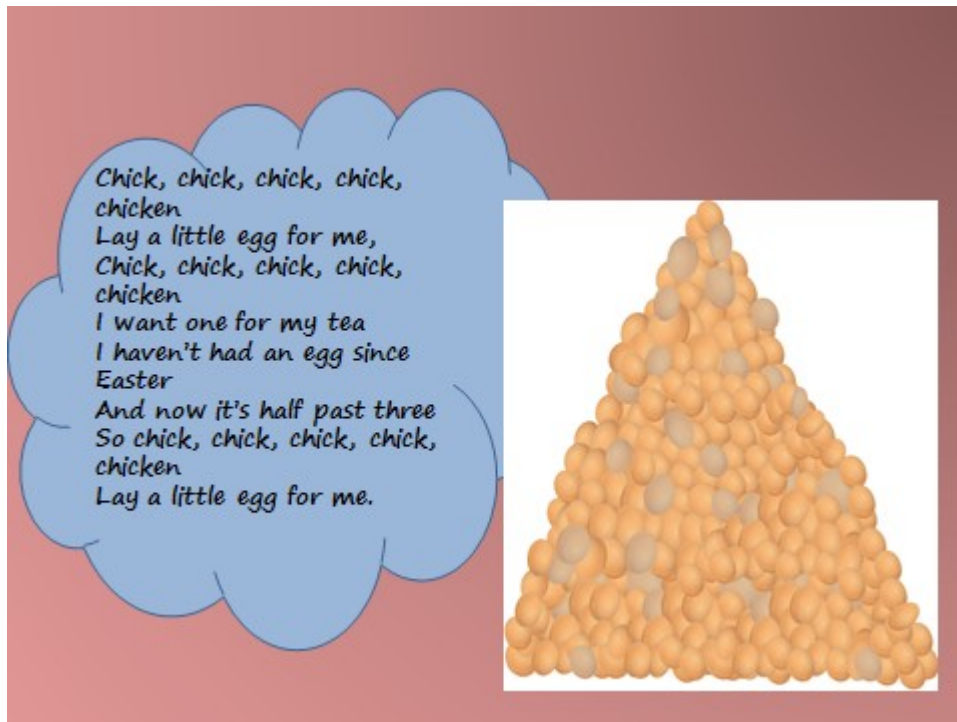 Chick, chick, chick, chick,
chicken
Lay a little egg for me,
Chick, chick, chick, chick,
chicken
I want one for my tea
I haven't had an egg since
Easter
And now it's half past three
So chick, chick, chick, chick,
chicken
Lay a little egg for me.